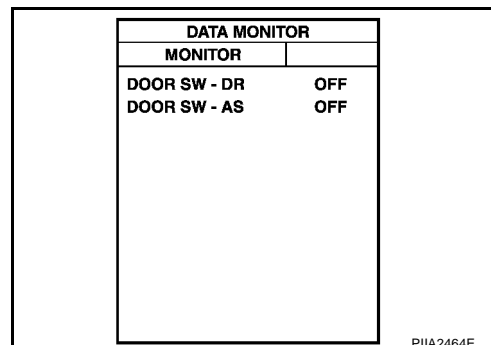 DATA MONITOR
MONITOR
DOOR SW - DR OFF
DOOR SW - AS OFF
PIIA2464E